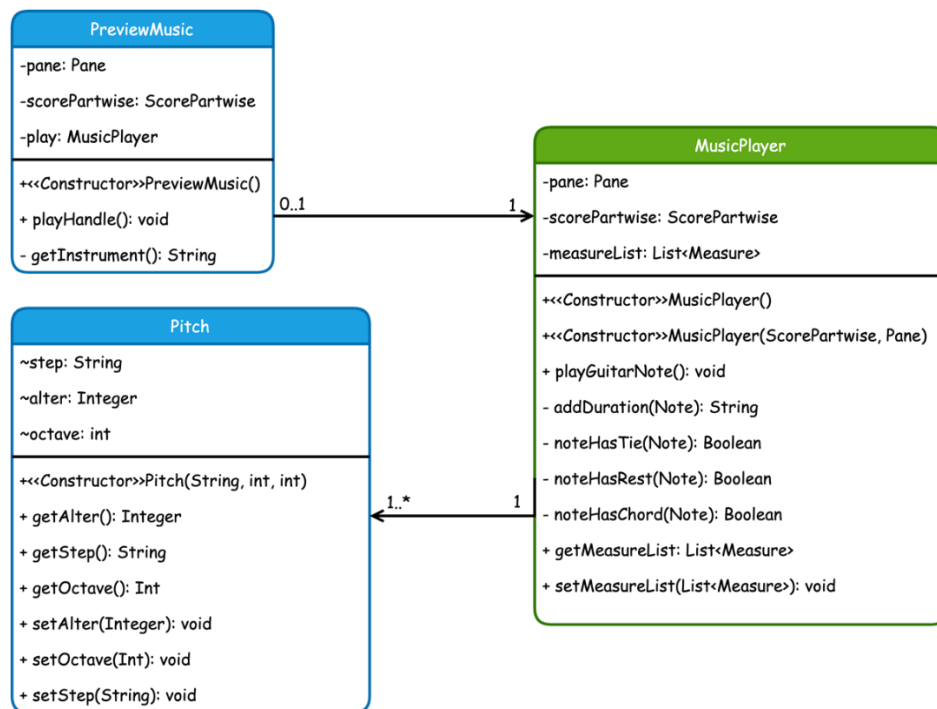 PreviewMusic
-pane: Pane
-scorePartwise: ScorePartwise
-play: MusicPlayer
+<<Constructor>>PreviewMusic()
+ playHandle(): void
- getInstrument(): String
0..1
1
MusicPlayer
-pane: Pane
-scorePartwise: ScorePartwise
-measureList: List<Measure>
+<<Constructor>>MusicPlayer()
+<<Constructor>>MusicPlayer(ScorePartwise, Pane)
+ playGuitarNote(): void
- addDuration(Note): String
- noteHasTie(Note): Boolean
- noteHasRest(Note): Boolean
- noteHasChord(Note): Boolean
+ getMeasureList: List<Measure>
+ setMeasureList(List<Measure>): void
Pitch
~step: String
~alter: Integer
~octave: int
+<<Constructor>>Pitch(String, int, int)
+ getAlter(): Integer
+ getStep(): String
+ getOctave(): Int
+ setAlter(Integer): void
+ setOctave(Int): void
+ setStep(String): void
1..*
1